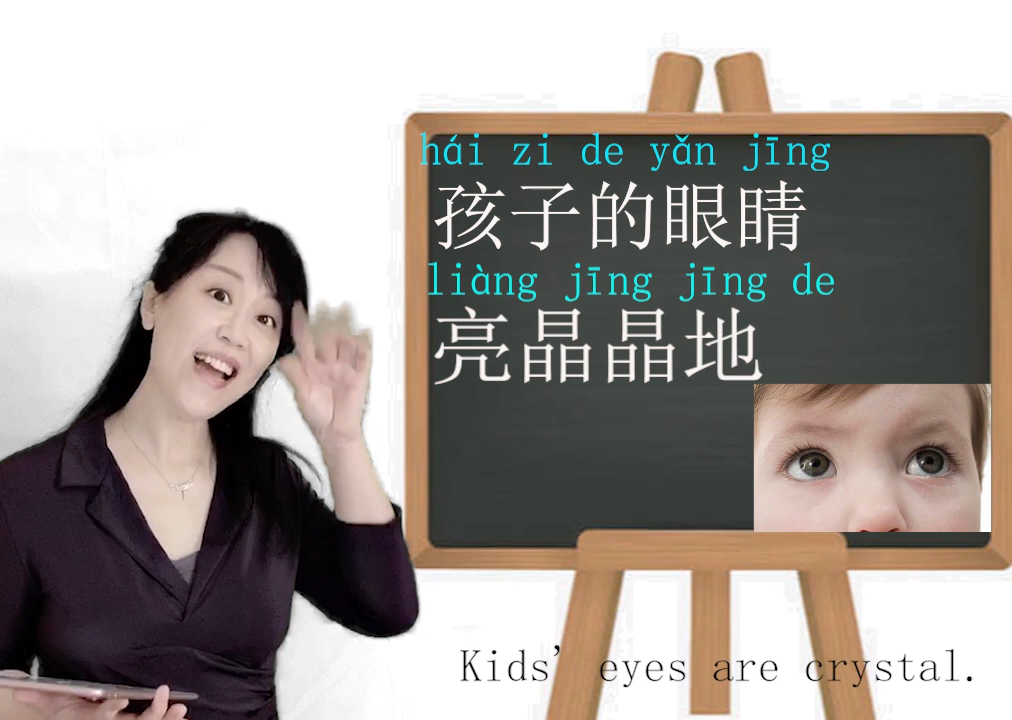 hái zi de yǎn jīng
孩子的眼睛
liàng jīng jīng de
亮晶晶地
Kids' eyes are crystal.